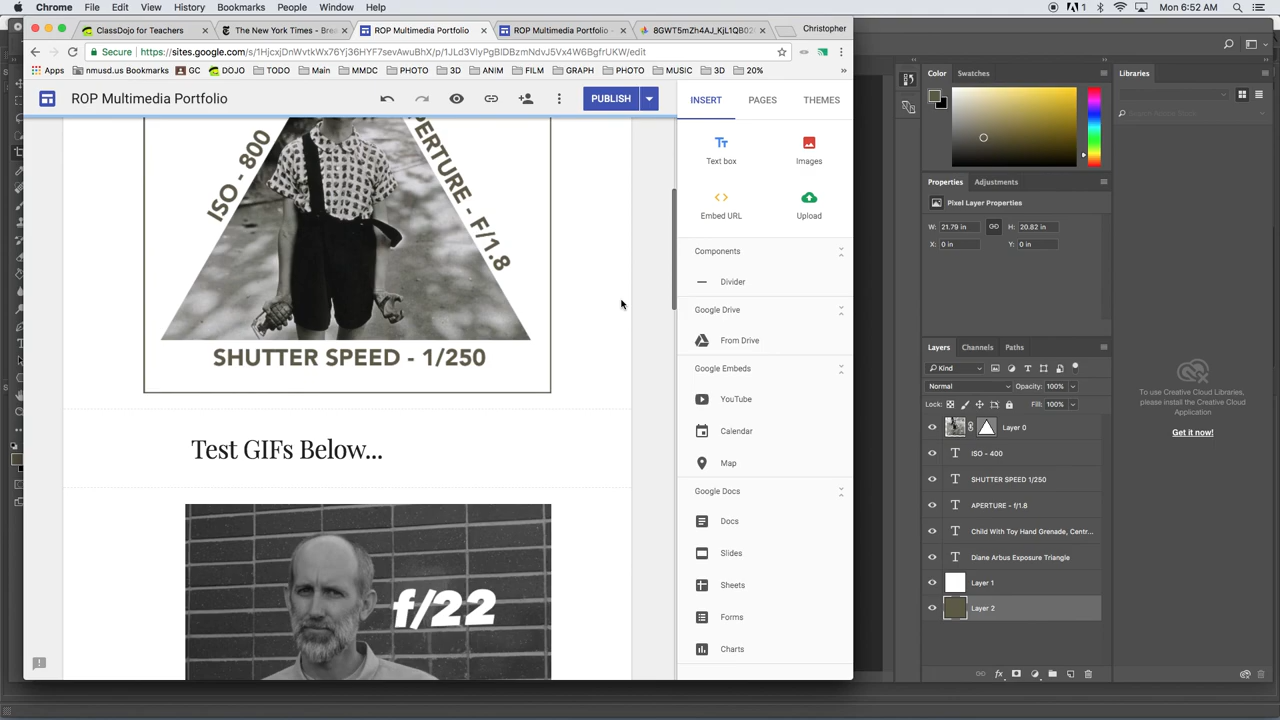 Chrome File Edit View History Bookmarks People Window Help
1 Mon 6:52 AM
ClassDojo for Teachers
The New York Times - Brea
ROP Multimedia Portfolio
ROP Multimedia Portfolio -
8GWT5mZh4AJ_KjL1QB02
Christopher
Secure https://sites.google.com/s/
Apps nmusd.us Bookmarks GC DOJO TODO Main MMDC PHOTO 3D ANIM FILM GRAPH PHOTO MUSIC 3D 20% »
ROP Multimedia Portfolio
PUBLISH
INSERT PAGES THEMES
Text box
Images
Embed URL
Upload
Components
Divider
Google Drive
From Drive
Google Embeds
YouTube
Calendar
Map
Google Docs
Docs
Slides
Sheets
Forms
Charts
ISO - 800
APERTURE - F/1.8
SHUTTER SPEED - 1/250
Test GIFs Below...
f/22
Color Swatches
Properties Adjustments
Pixel Layer Properties
W: 21.79 in H: 20.82 in
X: 0 in Y: 0 in
Layers Channels Paths
Kind
Normal Opacity: 100%
Lock: Fill: 100%
Layer 0
ISO - 400
SHUTTER SPEED 1/250
APERTURE - f/1.8
Child With Toy Hand Grenade, Centr...
Diane Arbus Exposure Triangle
Layer 1
Layer 2
fx
Libraries
To use Creative Cloud Libraries,
please install the Creative Cloud
Application
Get it now!